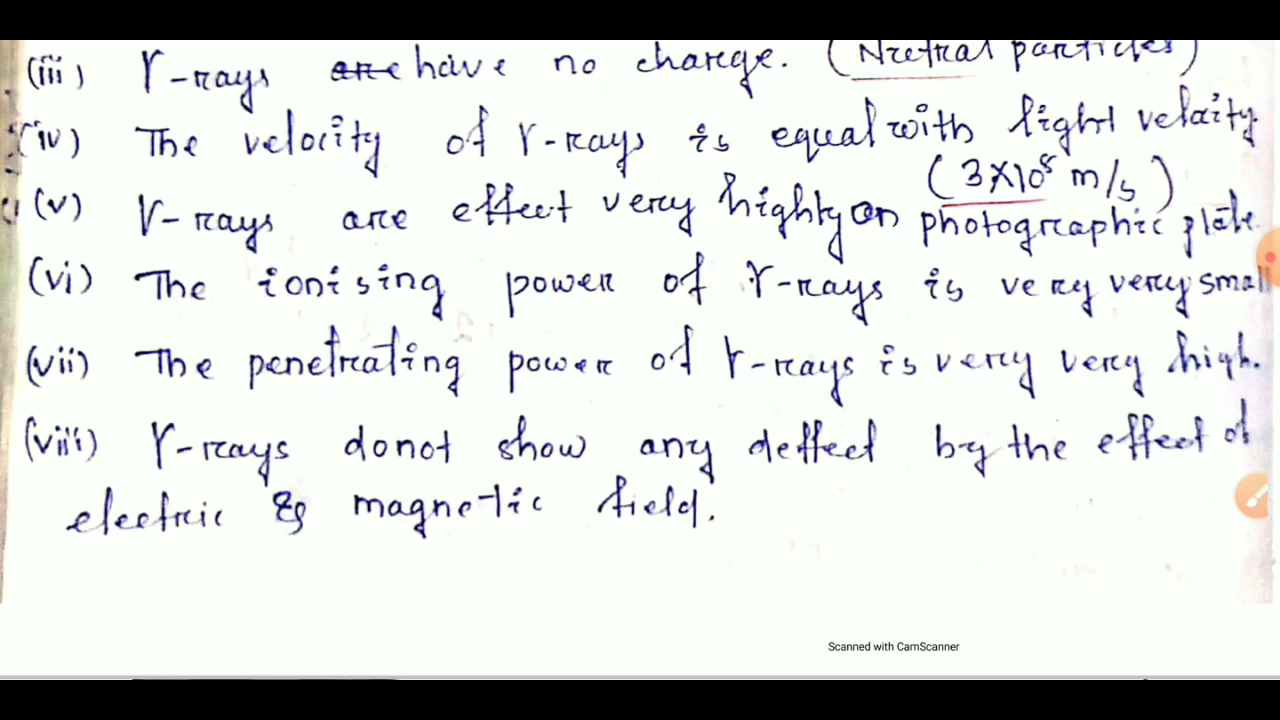 (iii) γ-rays are have no charge. (Nretral particles)
(iv) The velocity of γ-rays is equal with light velcity
(3×10⁸ m/s)
(v) γ-rays are effect very highly on photographic plate.
(vi) The ionising power of γ-rays is very very small
(vii) The penetrating power of γ-rays is very very high.
(viii) γ-rays donot show any deffect by the effect of
electric & magnetic field.
Scanned with CamScanner